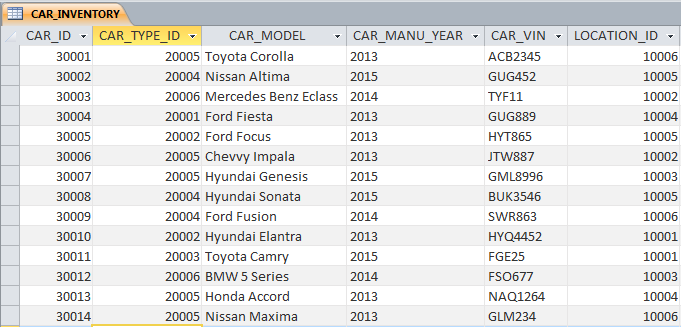 CAR_INVENTORY
CAR_ID CAR_TYPE_ID CAR_MODEL CAR_MANU_YEAR CAR_VIN LOCATION_ID
30001 20005 Toyota Corolla 2013 ACB2345 10006
30002 20004 Nissan Altima 2015 GUG452 10005
30003 20006 Mercedes Benz Eclass 2014 TYF11 10002
30004 20001 Ford Fiesta 2013 GUG889 10004
30005 20002 Ford Focus 2013 HYT865 10005
30006 20005 Chevvy Impala 2013 JTW887 10002
30007 20005 Hyundai Genesis 2015 GML8996 10003
30008 20004 Hyundai Sonata 2015 BUK3546 10005
30009 20004 Ford Fusion 2014 SWR863 10006
30010 20002 Hyundai Elantra 2013 HYQ4452 10001
30011 20003 Toyota Camry 2015 FGE25 10001
30012 20006 BMW 5 Series 2014 FSO677 10003
30013 20005 Honda Accord 2013 NAQ1264 10004
30014 20005 Nissan Maxima 2013 GLM234 10006